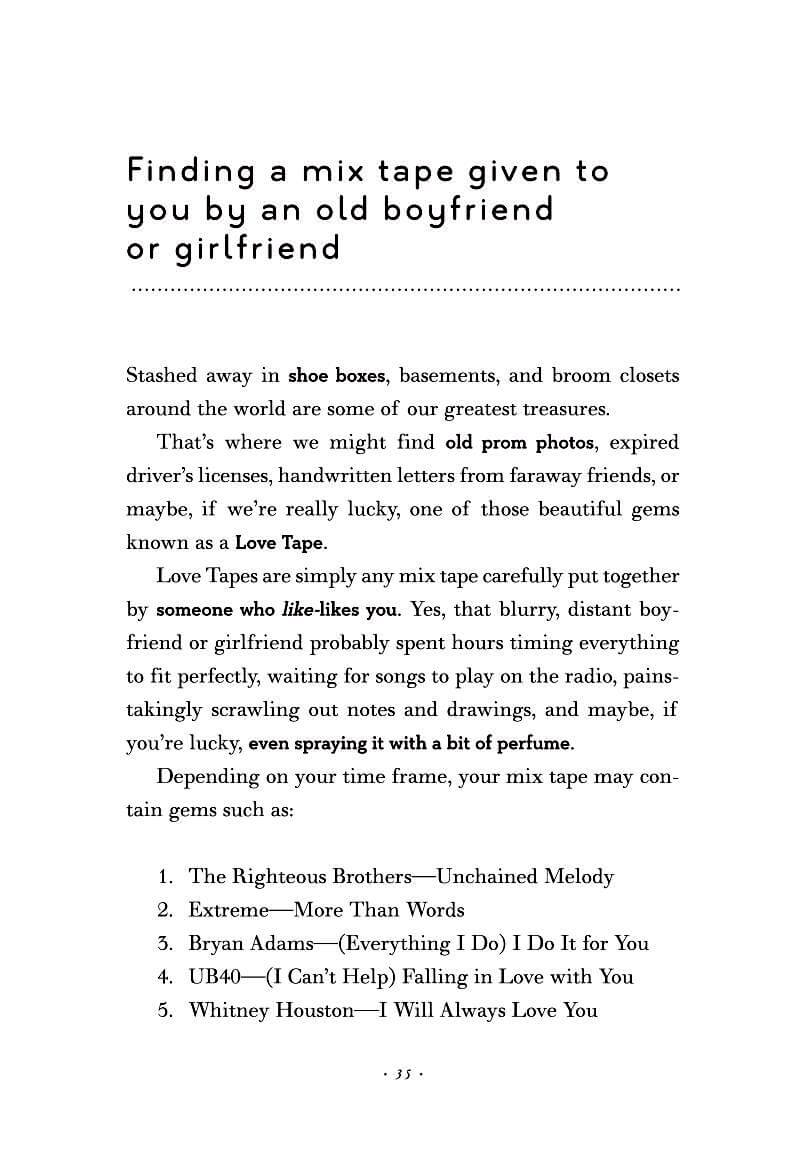 Finding a mix tape given to
you by an old boyfriend
or girlfriend
Stashed away in shoe boxes, basements, and broom closets
around the world are some of our greatest treasures.
That’s where we might find old prom photos, expired
driver’s licenses, handwritten letters from faraway friends, or
maybe, if we’re really lucky, one of those beautiful gems
known as a Love Tape.
Love Tapes are simply any mix tape carefully put together
by someone who like-likes you. Yes, that blurry, distant boy-
friend or girlfriend probably spent hours timing everything
to fit perfectly, waiting for songs to play on the radio, pains-
takingly scrawling out notes and drawings, and maybe, if
you’re lucky, even spraying it with a bit of perfume.
Depending on your time frame, your mix tape may con-
tain gems such as:
1. The Righteous Brothers—Unchained Melody
2. Extreme—More Than Words
3. Bryan Adams—(Everything I Do) I Do It for You
4. UB40—(I Can’t Help) Falling in Love with You
5. Whitney Houston—I Will Always Love You
· 35 ·